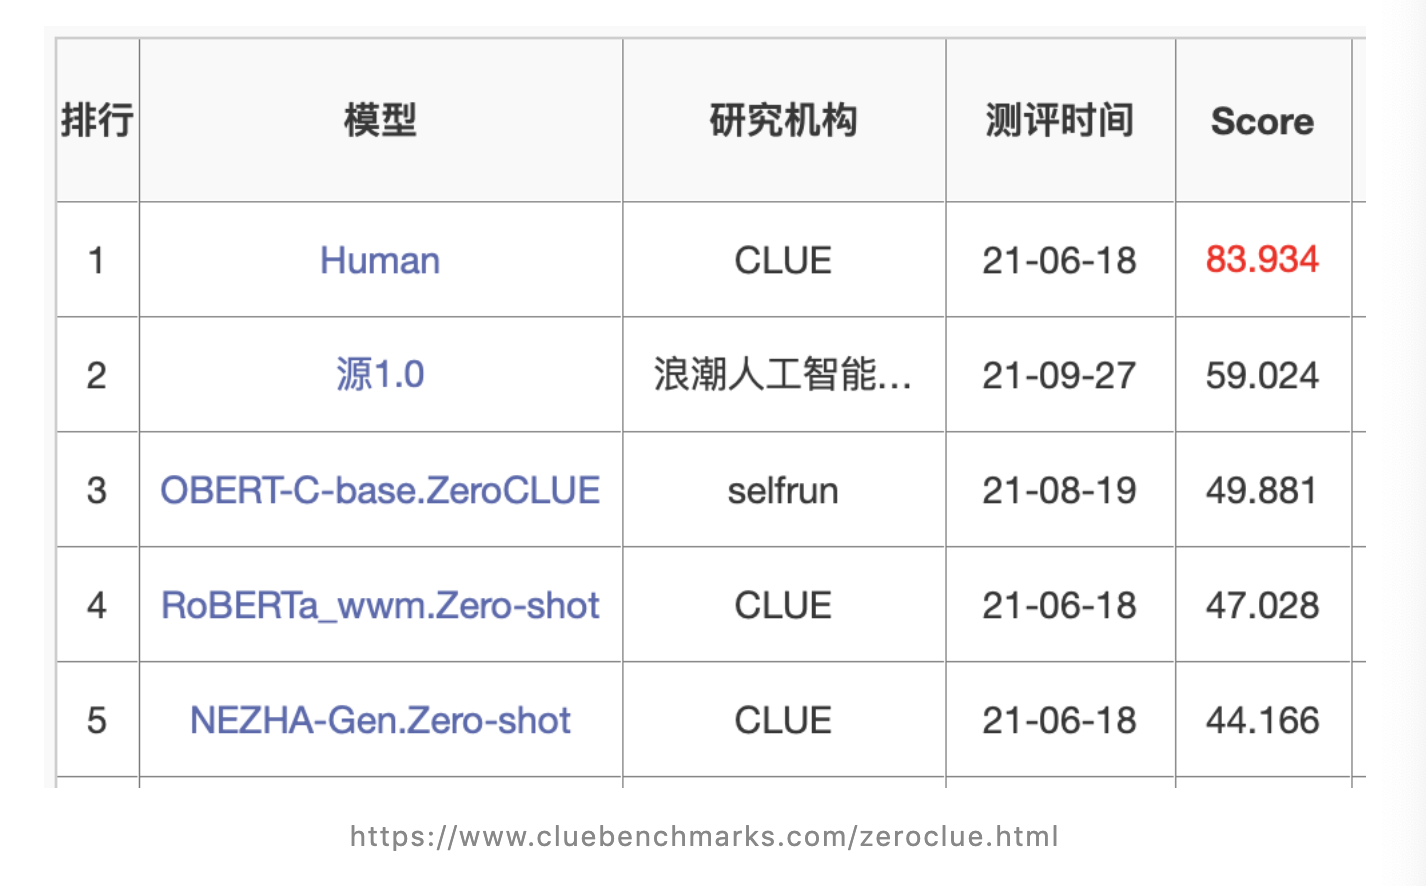 排行 模型 研究机构 测评时间 Score
1 Human CLUE 21-06-18 83.934
2 源1.0 浪潮人工智能... 21-09-27 59.024
3 OBERT-C-base.ZeroCLUE selfrun 21-08-19 49.881
4 RoBERTa_wwm.Zero-shot CLUE 21-06-18 47.028
5 NEZHA-Gen.Zero-shot CLUE 21-06-18 44.166
https://www.cluebenchmarks.com/zeroclue.html